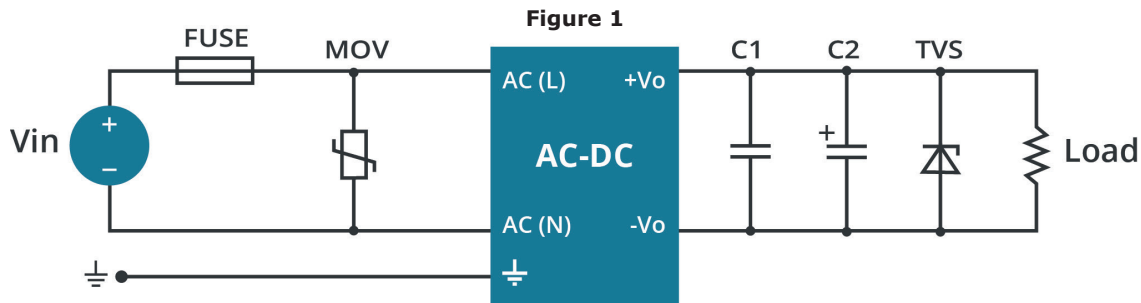 Figure 1
FUSE
MOV
C1
C2
TVS
AC (L)
+Vo
Vin
+
−
AC-DC
+
Load
AC (N)
-Vo